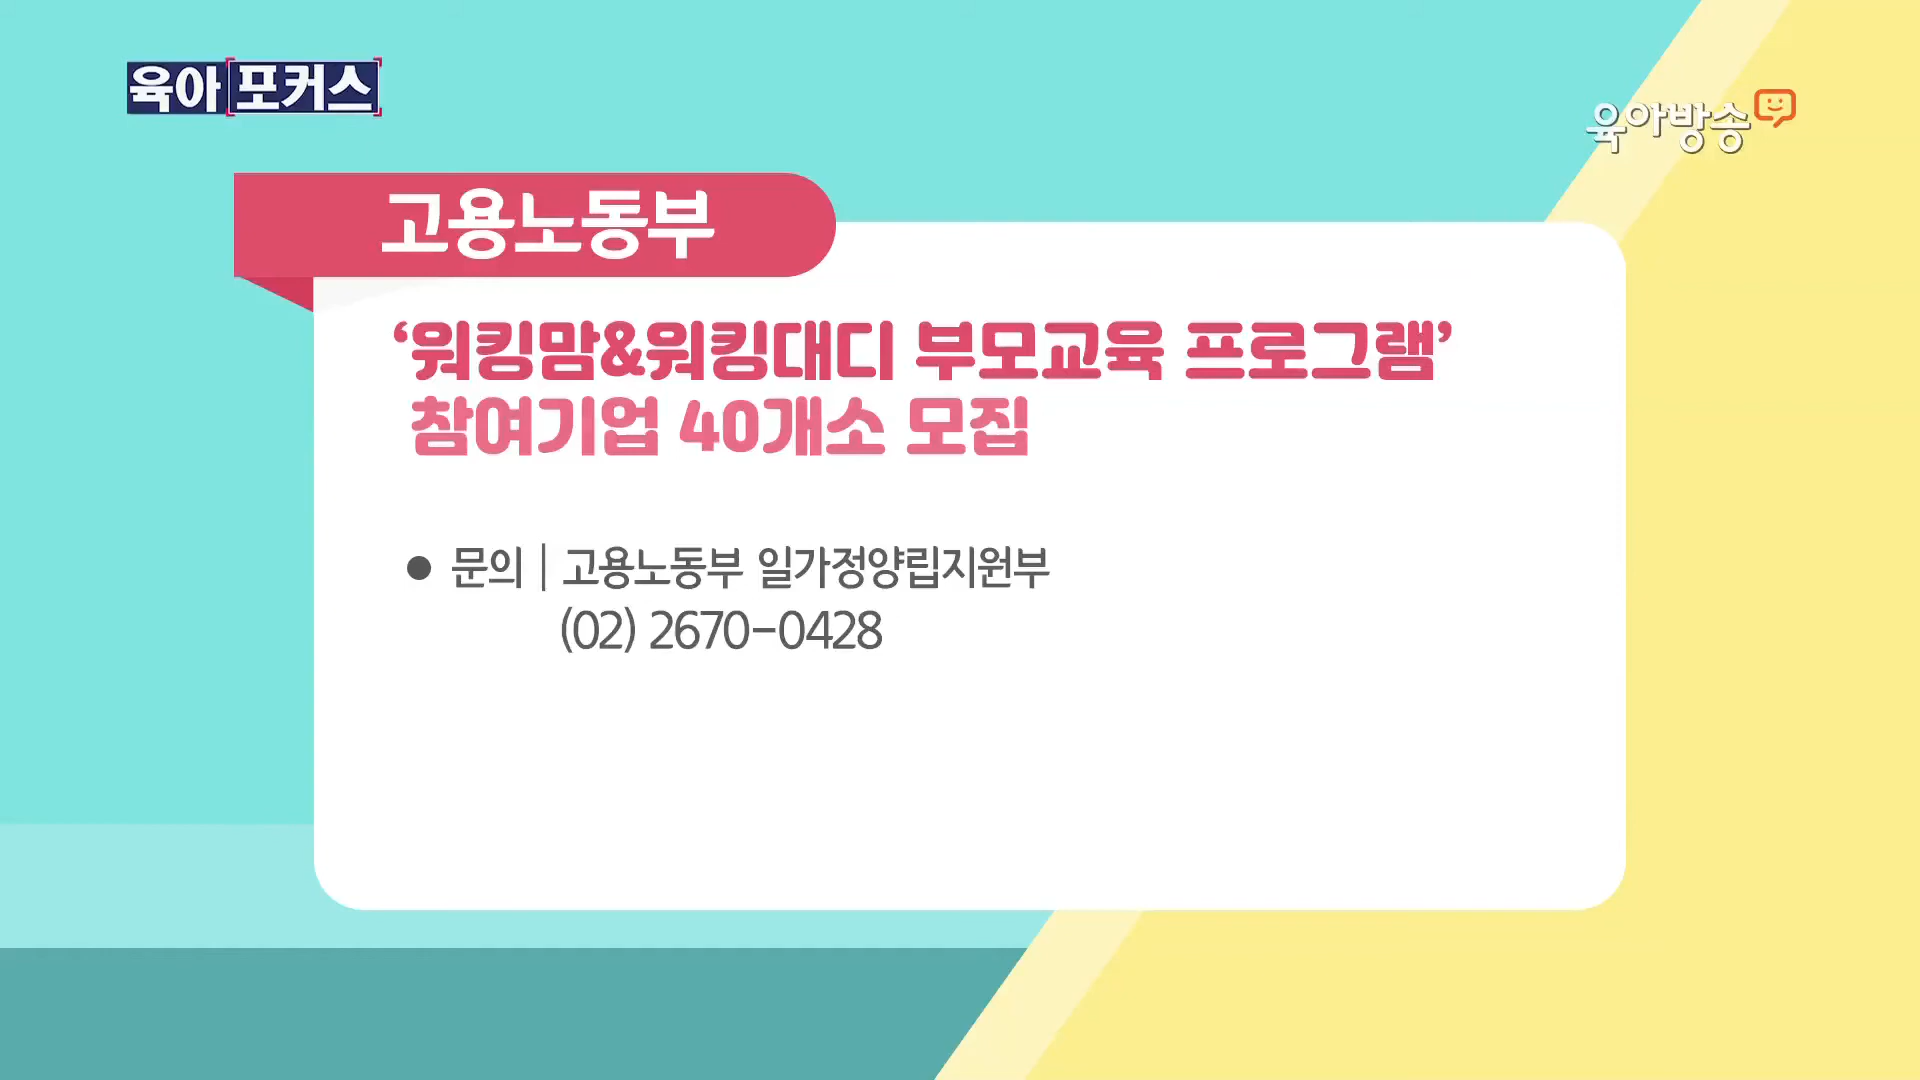 육아포커스
육아방송
고용노동부
‘워킹맘&워킹대디 부모교육 프로그램’
참여기업 40개소 모집
● 문의 | 고용노동부 일가정양립지원부
(02) 2670-0428